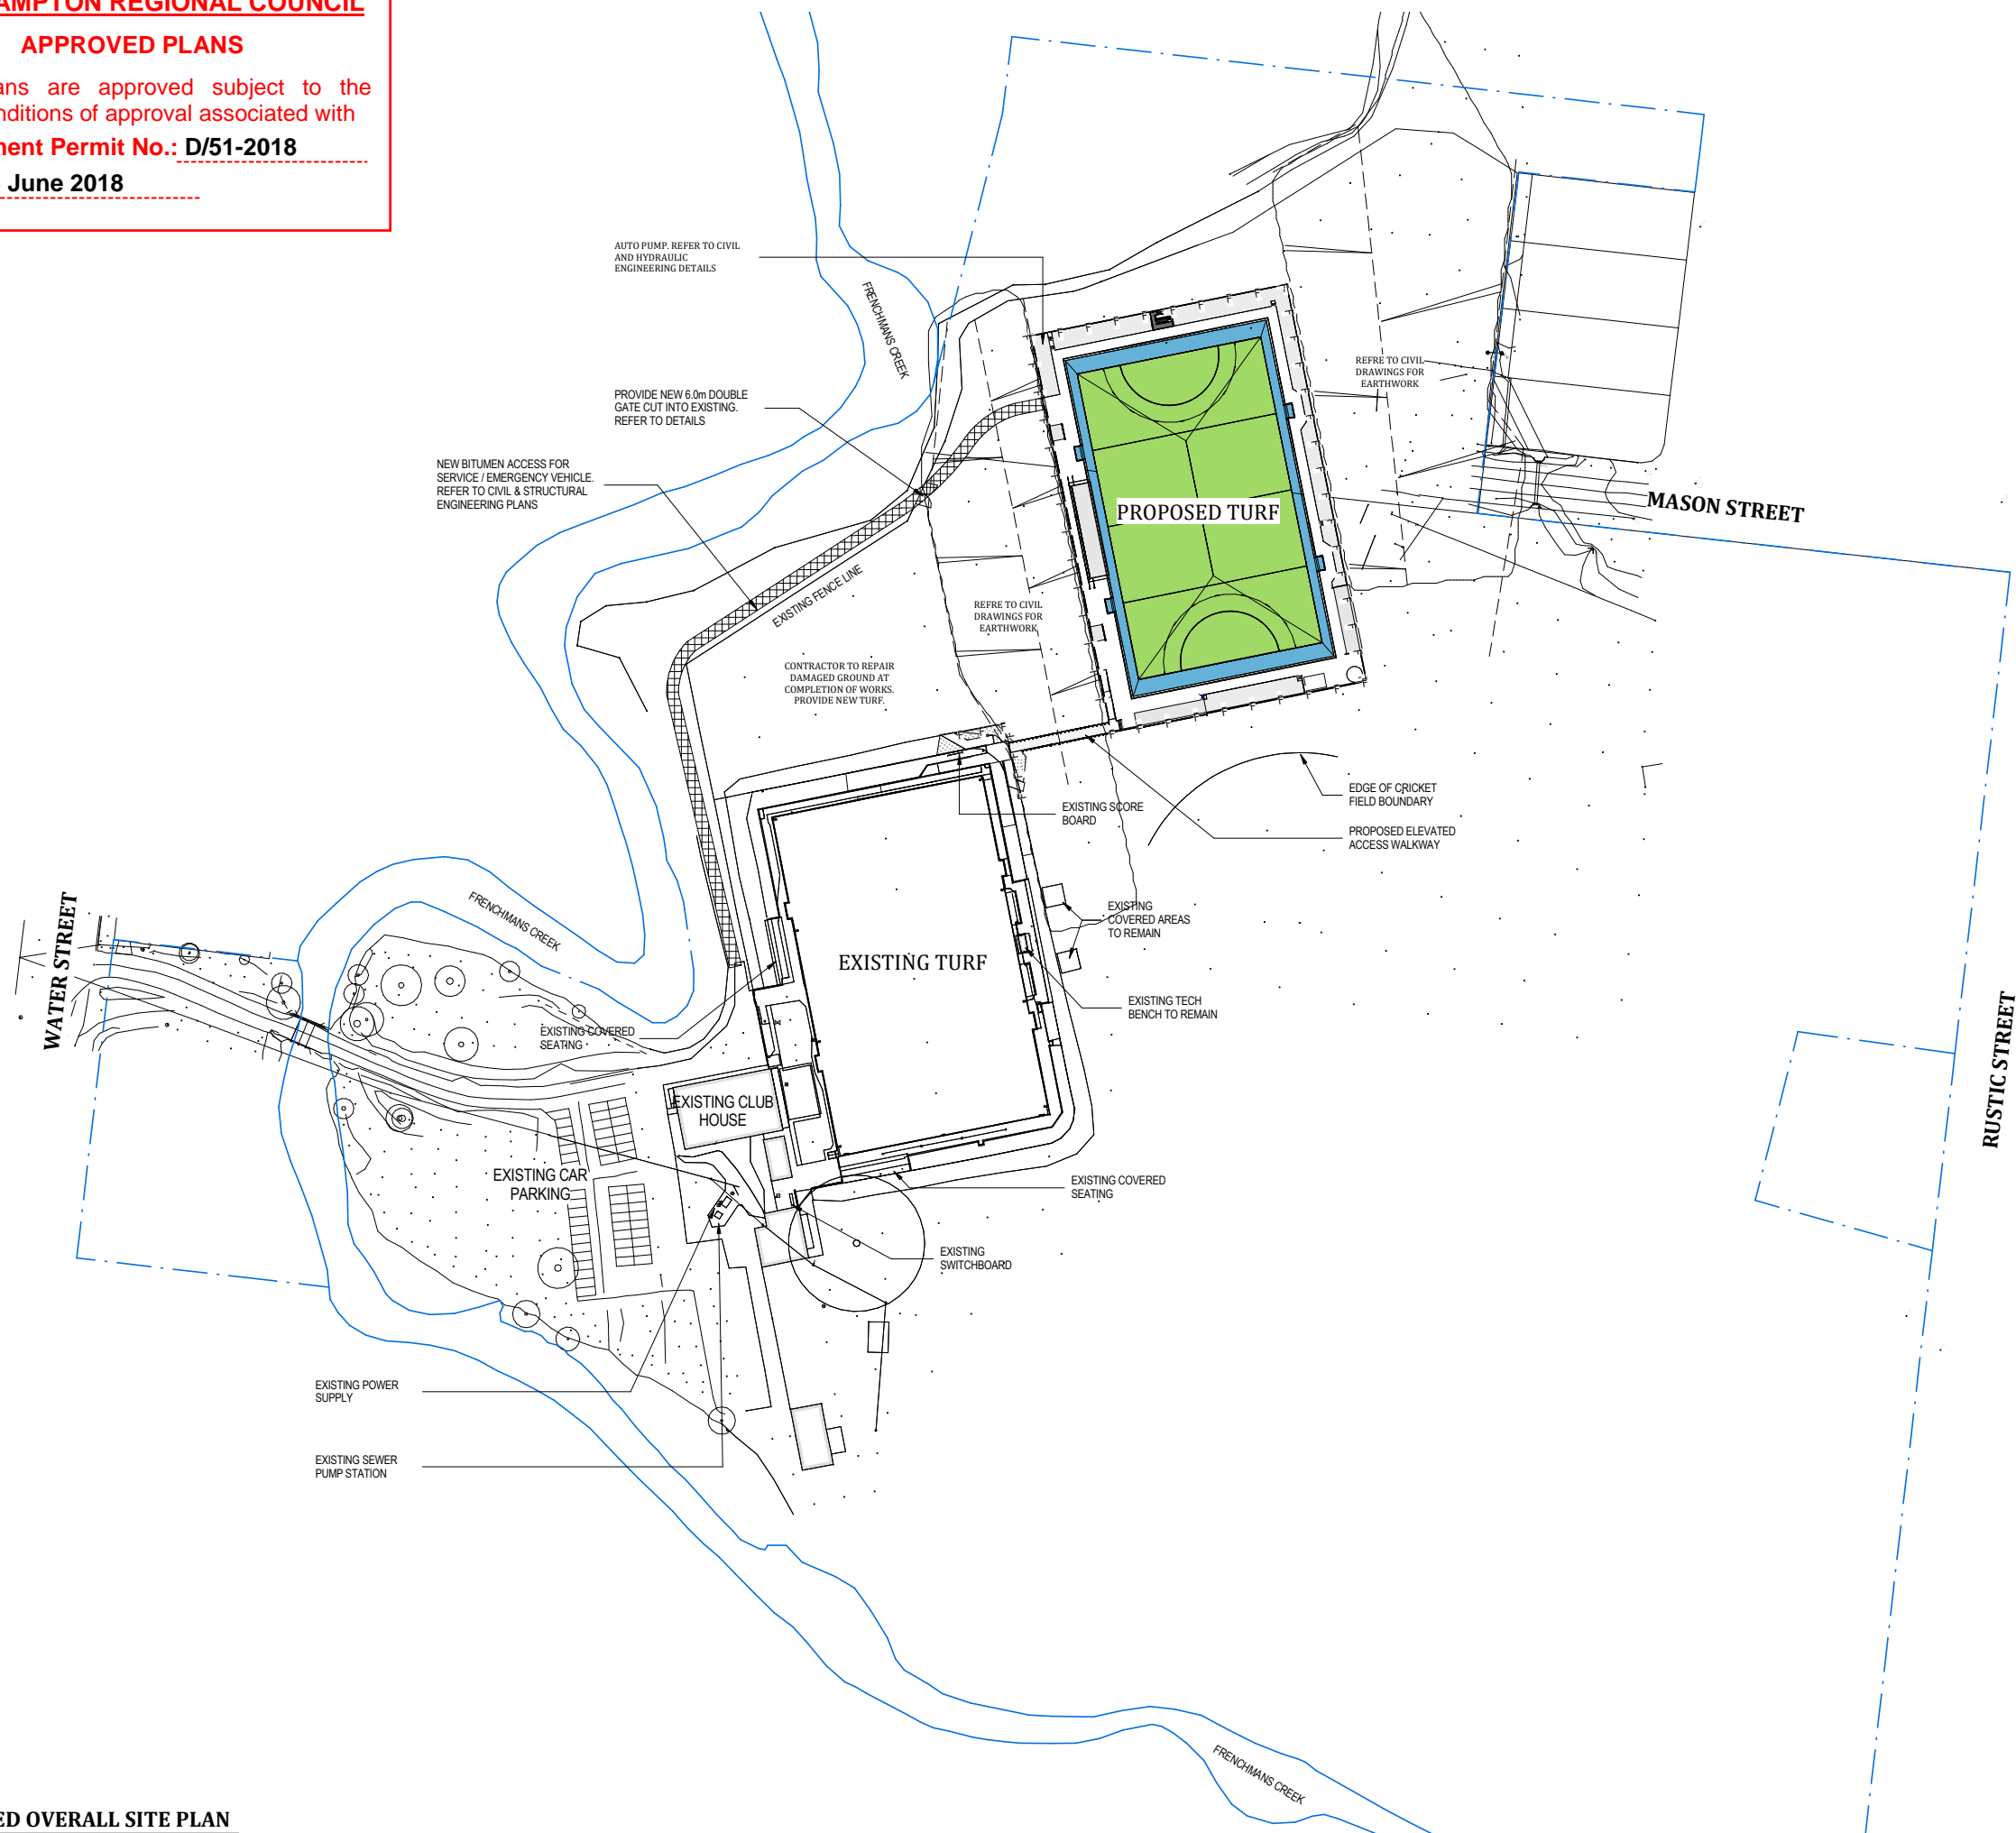 REGIONAL COUNCIL
APPROVED PLANS
are approved subject to the
of approval associated with
Permit No.: D/51-2018
June 2018
AUTO PUMP. REFER TO CIVIL
AND HYDRAULIC
ENGINEERING DETAILS
FRENCHMANS CREEK
PROVIDE NEW 6.0m DOUBLE
GATE CUT INTO EXISTING.
REFER TO DETAILS
REFRE TO CIVIL
DRAWINGS FOR
EARTHWORK
NEW BITUMEN ACCESS FOR
SERVICE / EMERGENCY VEHICLE.
REFER TO CIVIL & STRUCTURAL
ENGINEERING PLANS
PROPOSED TURF
MASON STREET
EXISTING FENCE LINE
REFRE TO CIVIL
DRAWINGS FOR
EARTHWORK
CONTRACTOR TO REPAIR
DAMAGED GROUND AT
COMPLETION OF WORKS.
PROVIDE NEW TURF.
EXISTING SCORE
BOARD
EDGE OF CRICKET
FIELD BOUNDARY
PROPOSED ELEVATED
ACCESS WALKWAY
WATER STREET
FRENCHMANS CREEK
EXISTING
COVERED AREAS
TO REMAIN
EXISTING TURF
EXISTING TECH
BENCH TO REMAIN
EXISTING COVERED
SEATING
RUSTIC STREET
EXISTING CLUB
HOUSE
EXISTING CAR
PARKING
EXISTING COVERED
SEATING
EXISTING
SWITCHBOARD
EXISTING POWER
SUPPLY
EXISTING SEWER
PUMP STATION
FRENCHMANS CREEK
OVERALL SITE PLAN